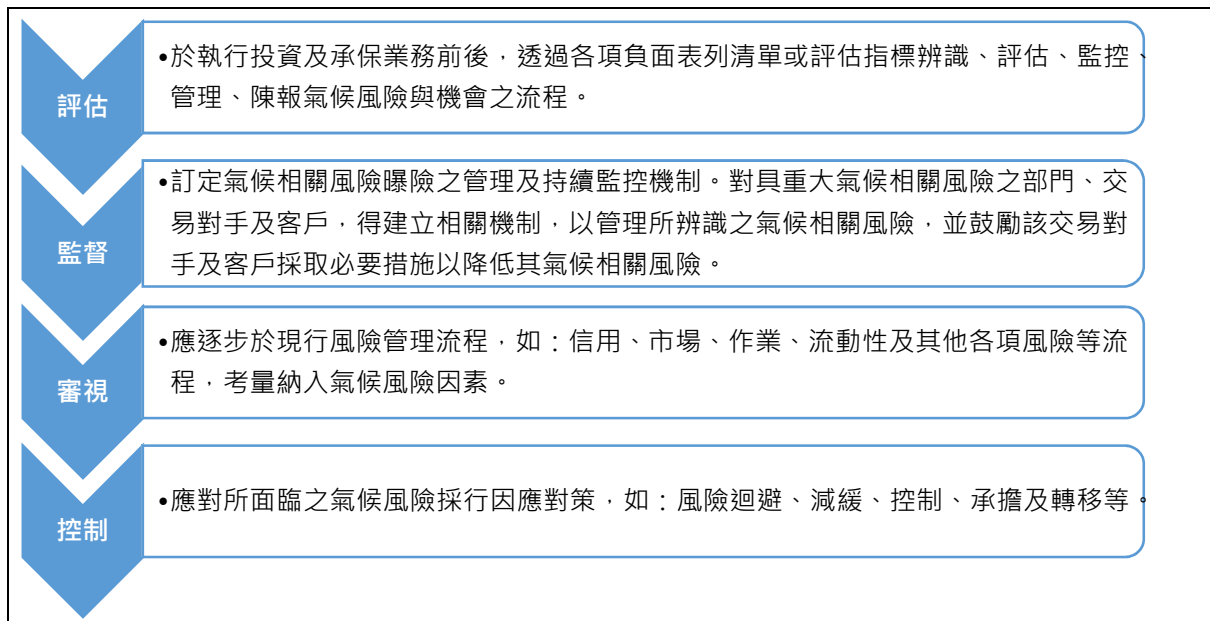 評估
•於執行投資及承保業務前後，透過各項負面表列清單或評估指標辨識、評估、監控、
管理、陳報氣候風險與機會之流程。
監督
•訂定氣候相關風險曝險之管理及持續監控機制。對具重大氣候相關風險之部門、交
易對手及客戶，得建立相關機制，以管理所辨識之氣候相關風險，並鼓勵該交易對
手及客戶採取必要措施以降低其氣候相關風險。
審視
•應逐步於現行風險管理流程，如：信用、市場、作業、流動性及其他各項風險等流
程，考量納入氣候風險因素。
控制
•應對所面臨之氣候風險採行因應對策，如：風險迴避、減緩、控制、承擔及轉移等。